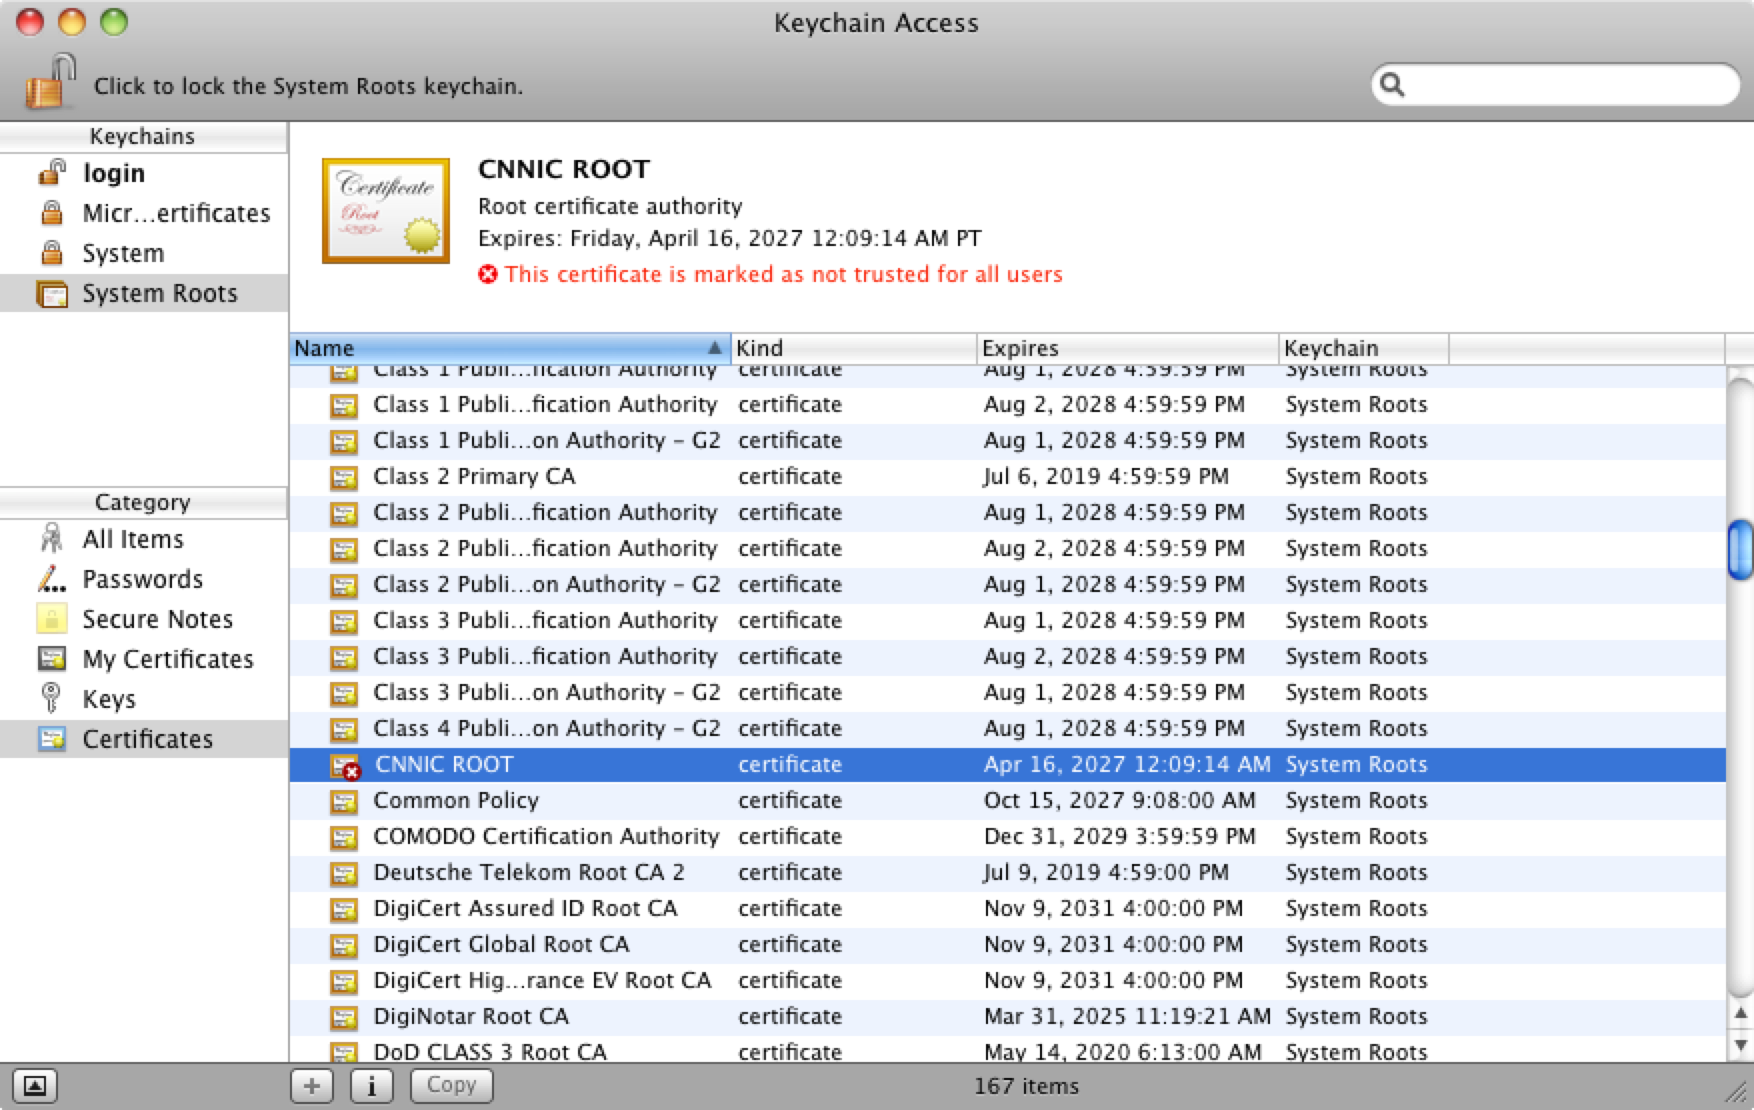 Keychain Access
Click to lock the System Roots keychain.
Keychains
login
Micr...ertificates
System
System Roots
Category
All Items
Passwords
Secure Notes
My Certificates
Keys
Certificates
Certificate
Root
CNNIC ROOT
Root certificate authority
Expires: Friday, April 16, 2027 12:09:14 AM PT
This certificate is marked as not trusted for all users
Name Kind Expires Keychain
Class 1 Publi...fication Authority certificate Aug 1, 2028 4:59:59 PM System Roots
Class 1 Publi...fication Authority certificate Aug 2, 2028 4:59:59 PM System Roots
Class 1 Publi...on Authority – G2 certificate Aug 1, 2028 4:59:59 PM System Roots
Class 2 Primary CA certificate Jul 6, 2019 4:59:59 PM System Roots
Class 2 Publi...fication Authority certificate Aug 1, 2028 4:59:59 PM System Roots
Class 2 Publi...fication Authority certificate Aug 2, 2028 4:59:59 PM System Roots
Class 2 Publi...on Authority – G2 certificate Aug 1, 2028 4:59:59 PM System Roots
Class 3 Publi...fication Authority certificate Aug 1, 2028 4:59:59 PM System Roots
Class 3 Publi...fication Authority certificate Aug 2, 2028 4:59:59 PM System Roots
Class 3 Publi...on Authority – G2 certificate Aug 1, 2028 4:59:59 PM System Roots
Class 4 Publi...on Authority – G2 certificate Aug 1, 2028 4:59:59 PM System Roots
CNNIC ROOT certificate Apr 16, 2027 12:09:14 AM System Roots
Common Policy certificate Oct 15, 2027 9:08:00 AM System Roots
COMODO Certification Authority certificate Dec 31, 2029 3:59:59 PM System Roots
Deutsche Telekom Root CA 2 certificate Jul 9, 2019 4:59:00 PM System Roots
DigiCert Assured ID Root CA certificate Nov 9, 2031 4:00:00 PM System Roots
DigiCert Global Root CA certificate Nov 9, 2031 4:00:00 PM System Roots
DigiCert Hig...rance EV Root CA certificate Nov 9, 2031 4:00:00 PM System Roots
DigiNotar Root CA certificate Mar 31, 2025 11:19:21 AM System Roots
DoD CLASS 3 Root CA certificate May 14, 2020 6:13:00 AM System Roots
Copy
167 items